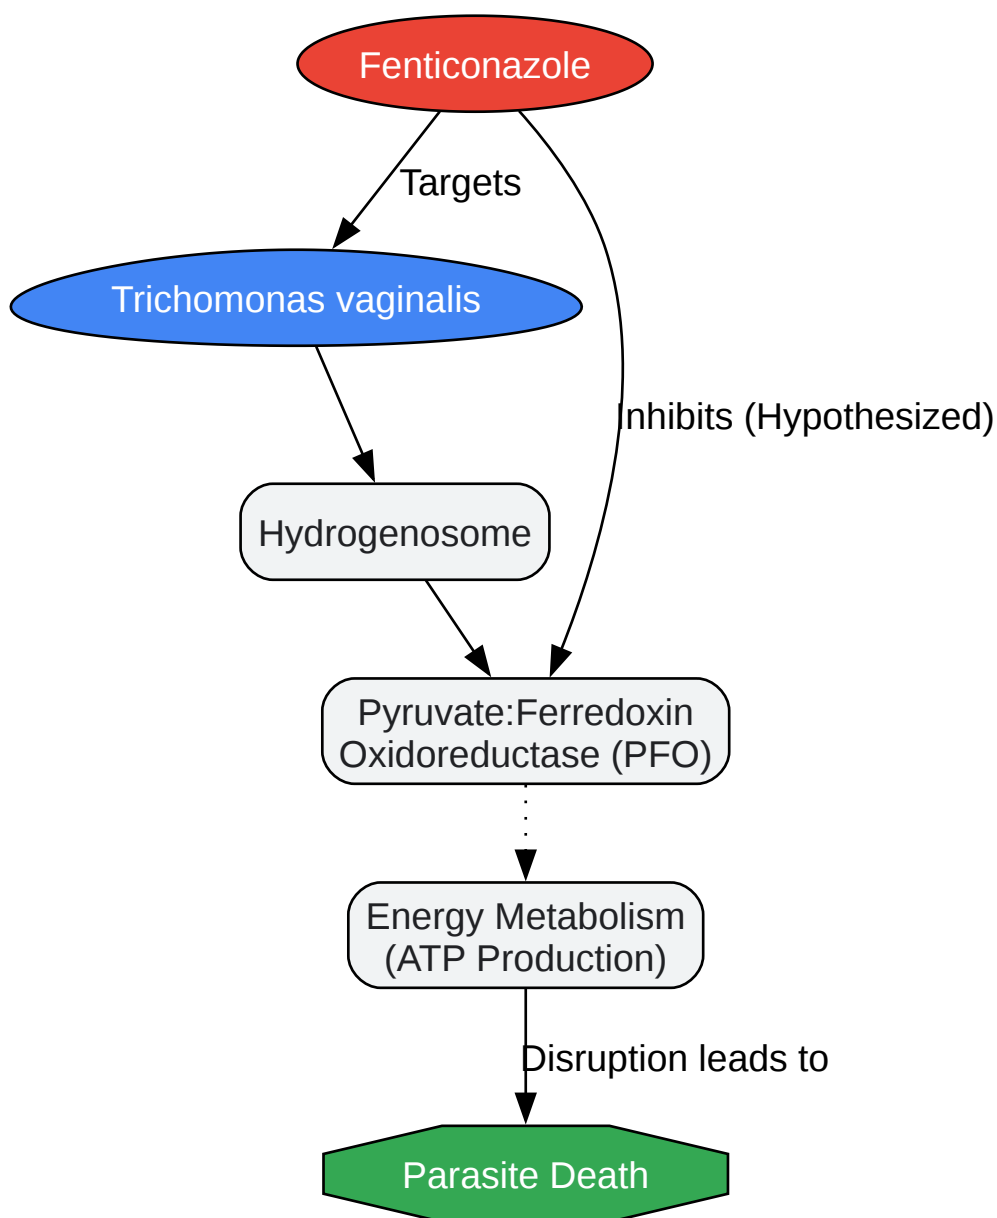 Fenticonazole
Targets
Trichomonas vaginalis
Inhibits (Hypothesized)
Hydrogenosome
Pyruvate:Ferredoxin
Oxidoreductase (PFO)
Energy Metabolism
(ATP Production)
Disruption leads to
Parasite Death